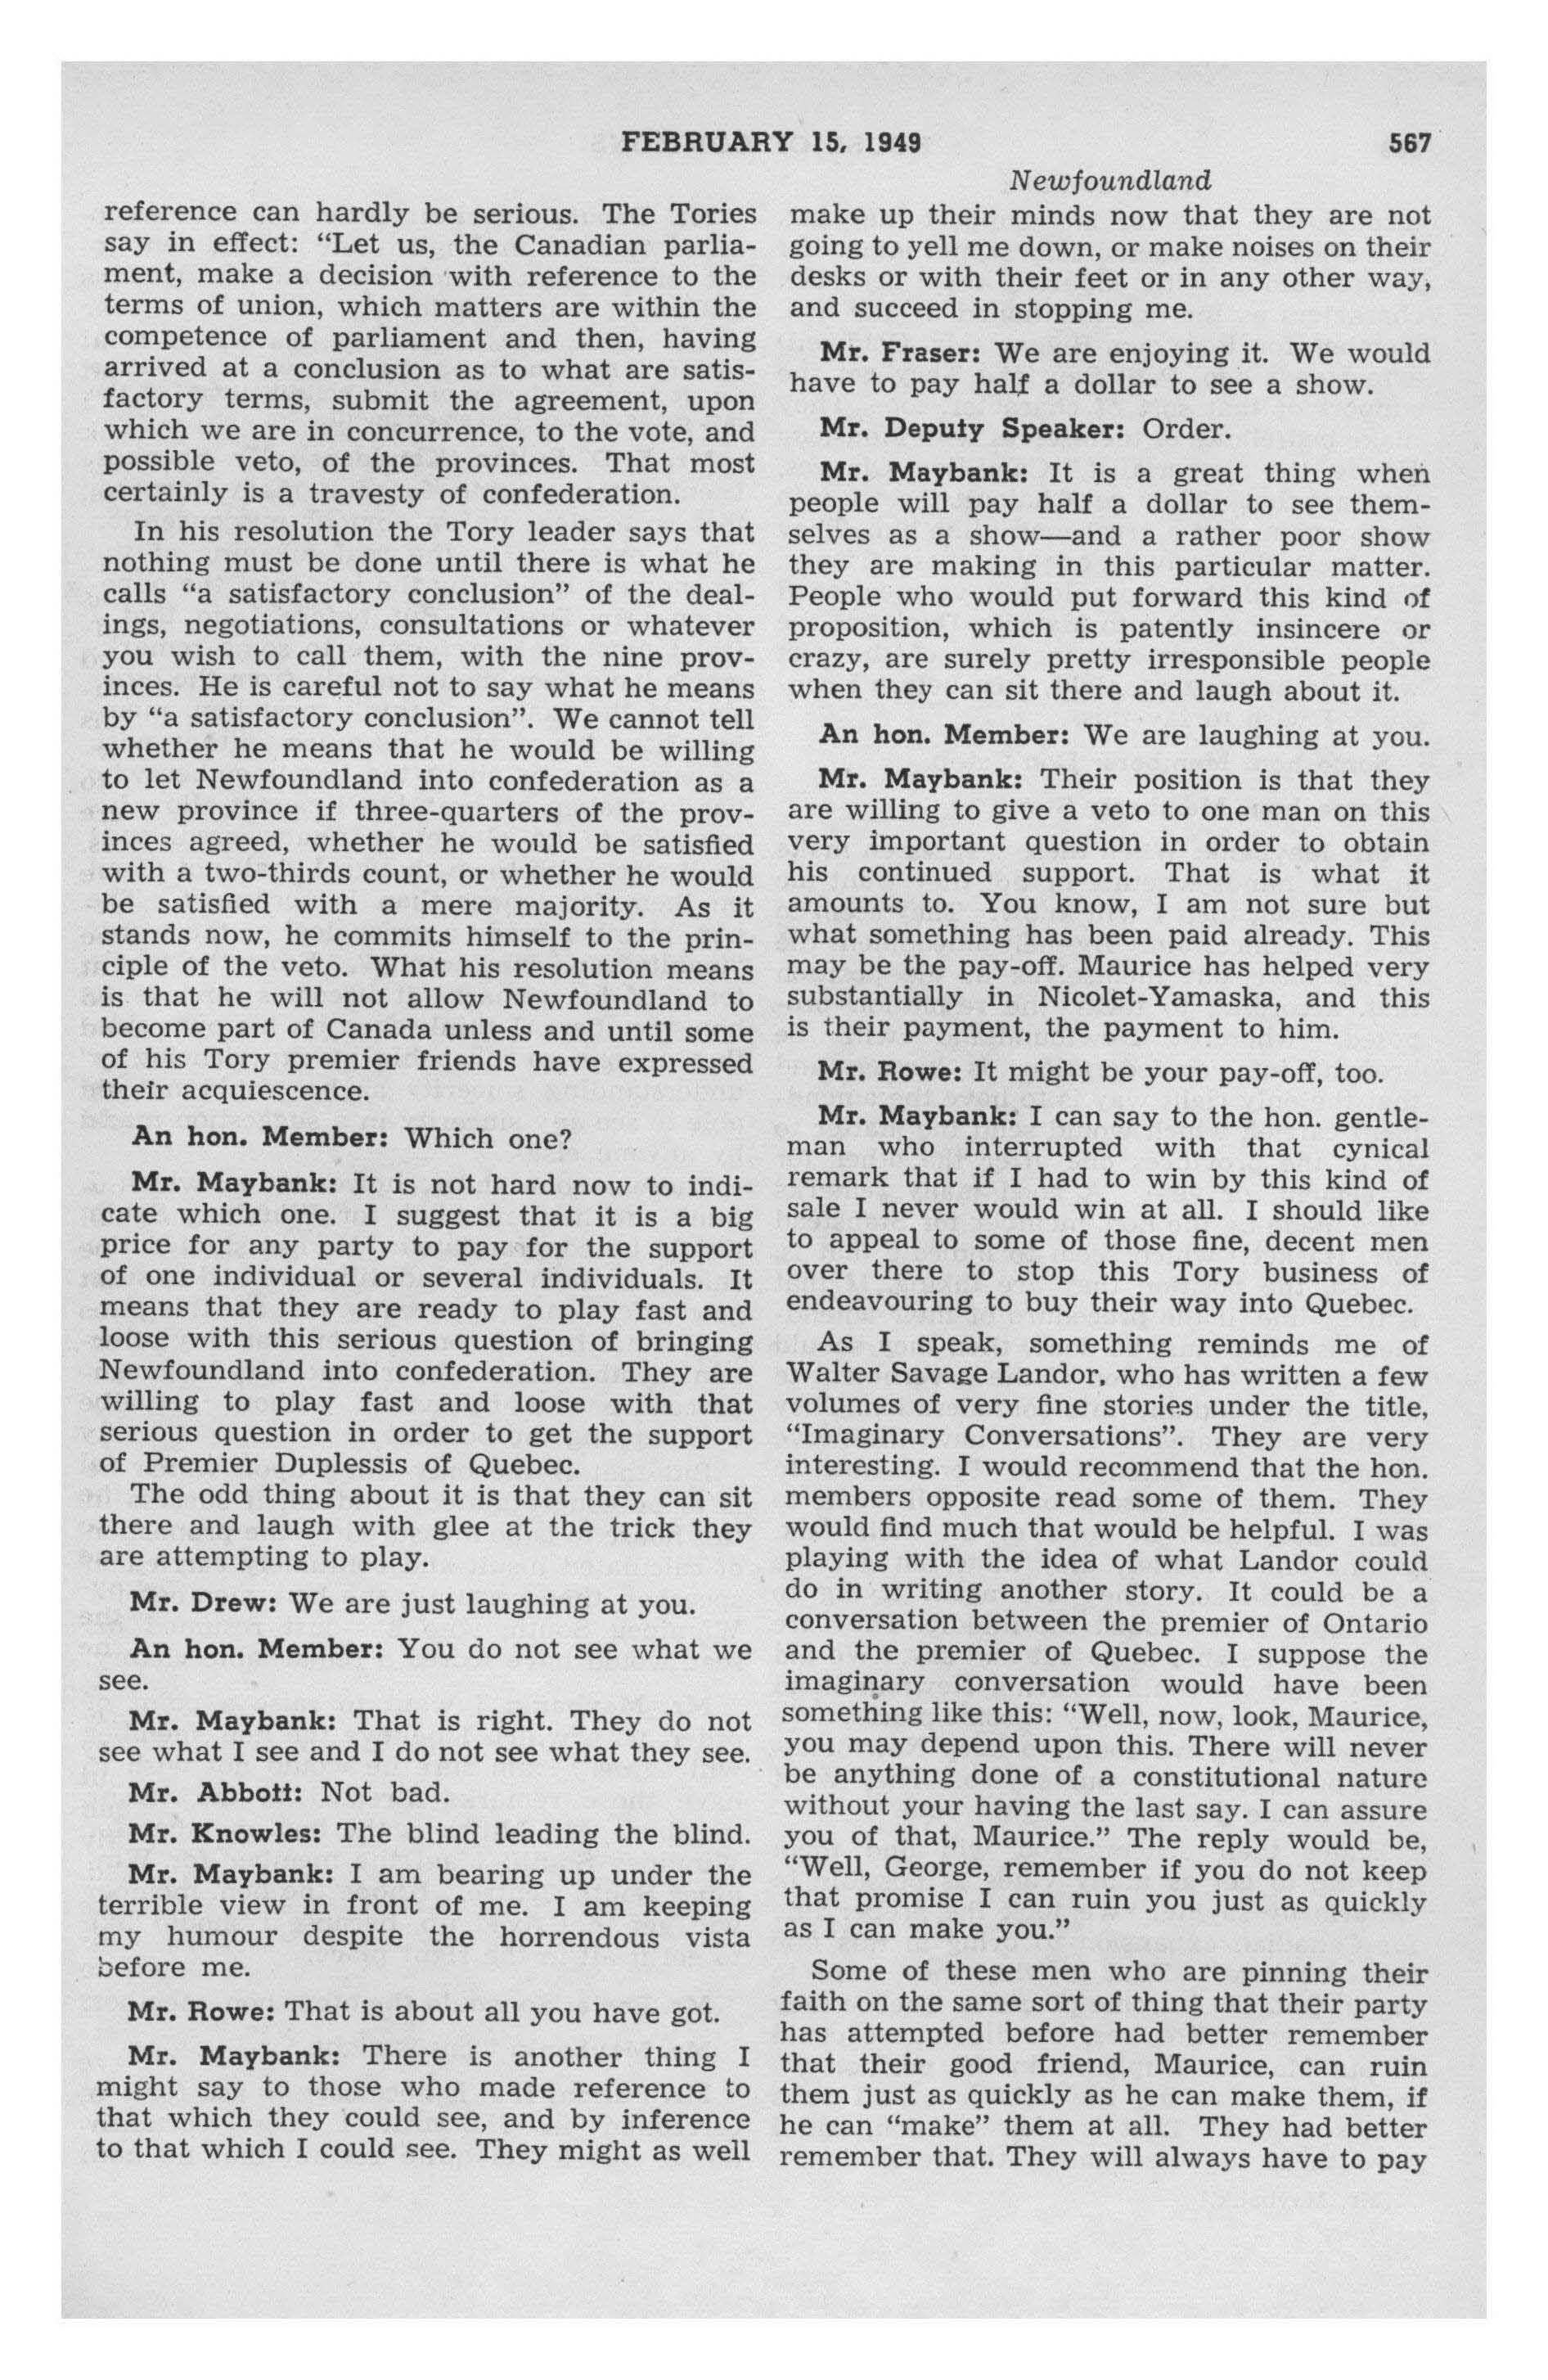 FEBRUARY 15, 1949
567
Newfoundland
reference can hardly be serious. The Tories
say in effect: “Let us, the Canadian parlia-
ment, make a decision with reference to the
terms of union, which matters are within the
competence of parliament and then, having
arrived at a conclusion as to what are satis-
factory terms, submit the agreement, upon
which we are in concurrence, to the vote, and
possible veto, of the provinces. That most
certainly is a travesty of confederation.
In his resolution the Tory leader says that
nothing must be done until there is what he
calls “a satisfactory conclusion” of the deal-
ings, negotiations, consultations or whatever
you wish to call them, with the nine prov-
inces. He is careful not to say what he means
by “a satisfactory conclusion”. We cannot tell
whether he means that he would be willing
to let Newfoundland into confederation as a
new province if three-quarters of the prov-
inces agreed, whether he would be satisfied
with a two-thirds count, or whether he would
be satisfied with a mere majority. As it
stands now, he commits himself to the prin-
ciple of the veto. What his resolution means
is that he will not allow Newfoundland to
become part of Canada unless and until some
of his Tory premier friends have expressed
their acquiescence.
An hon. Member: Which one?
Mr. Maybank: It is not hard now to indi-
cate which one. I suggest that it is a big
price for any party to pay for the support
of one individual or several individuals. It
means that they are ready to play fast and
loose with this serious question of bringing
Newfoundland into confederation. They are
willing to play fast and loose with that
serious question in order to get the support
of Premier Duplessis of Quebec.
The odd thing about it is that they can sit
there and laugh with glee at the trick they
are attempting to play.
Mr. Drew: We are just laughing at you.
An hon. Member: You do not see what we
see.
Mr. Maybank: That is right. They do not
see what I see and I do not see what they see.
Mr. Abbott: Not bad.
Mr. Knowles: The blind leading the blind.
Mr. Maybank: I am bearing up under the
terrible view in front of me. I am keeping
my humour despite the horrendous vista
before me.
Mr. Rowe: That is about all you have got.
Mr. Maybank: There is another thing I
might say to those who made reference to
that which they could see, and by inference
to that which I could see. They might as well
make up their minds now that they are not
going to yell me down, or make noises on their
desks or with their feet or in any other way,
and succeed in stopping me.
Mr. Fraser: We are enjoying it. We would
have to pay half a dollar to see a show.
Mr. Deputy Speaker: Order.
Mr. Maybank: It is a great thing when
people will pay half a dollar to see them-
selves as a show—and a rather poor show
they are making in this particular matter.
People who would put forward this kind of
proposition, which is patently insincere or
crazy, are surely pretty irresponsible people
when they can sit there and laugh about it.
An hon. Member: We are laughing at you.
Mr. Maybank: Their position is that they
are willing to give a veto to one man on this
very important question in order to obtain
his continued support. That is what it
amounts to. You know, I am not sure but
what something has been paid already. This
may be the pay-off. Maurice has helped very
substantially in Nicolet-Yamaska, and this
is their payment, the payment to him.
Mr. Rowe: It might be your pay-off, too.
Mr. Maybank: I can say to the hon. gentle-
man who interrupted with that cynical
remark that if I had to win by this kind of
sale I never would win at all. I should like
to appeal to some of those fine, decent men
over there to stop this Tory business of
endeavouring to buy their way into Quebec.
As I speak, something reminds me of
Walter Savage Landor, who has written a few
volumes of very fine stories under the title,
“Imaginary Conversations”. They are very
interesting. I would recommend that the hon.
members opposite read some of them. They
would find much that would be helpful. I was
playing with the idea of what Landor could
do in writing another story. It could be a
conversation between the premier of Ontario
and the premier of Quebec. I suppose the
imaginary conversation would have been
something like this: “Well, now, look, Maurice,
you may depend upon this. There will never
be anything done of a constitutional nature
without your having the last say. I can assure
you of that, Maurice.” The reply would be,
“Well, George, remember if you do not keep
that promise I can ruin you just as quickly
as I can make you.”
Some of these men who are pinning their
faith on the same sort of thing that their party
has attempted before had better remember
that their good friend, Maurice, can ruin
them just as quickly as he can make them, if
he can “make” them at all. They had better
remember that. They will always have to pay